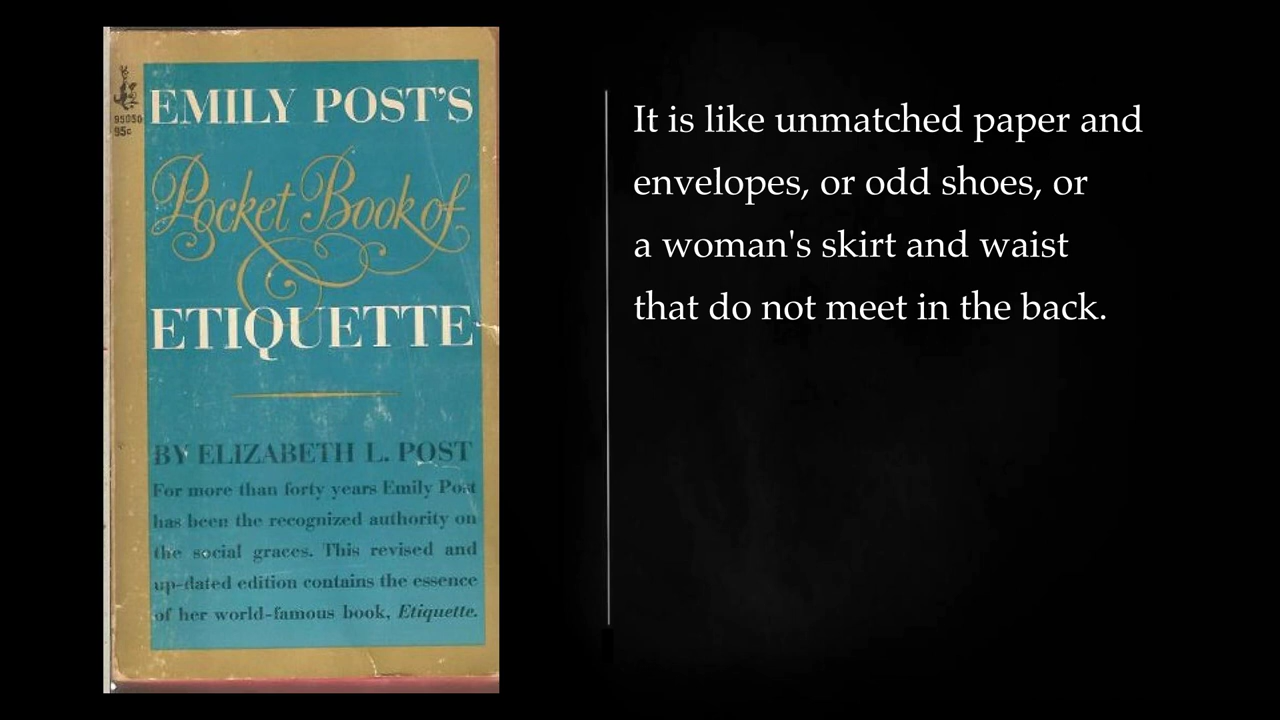 EMILY POST'S
95050
95c
Pocket Book of
ETIQUETTE
BY ELIZABETH L. POST
For more than forty years Emily Post
has been the recognized authority on
the social graces. This revised and
up-dated edition contains the essence
of her world-famous book, Etiquette.
It is like unmatched paper and
envelopes, or odd shoes, or
a woman's skirt and waist
that do not meet in the back.